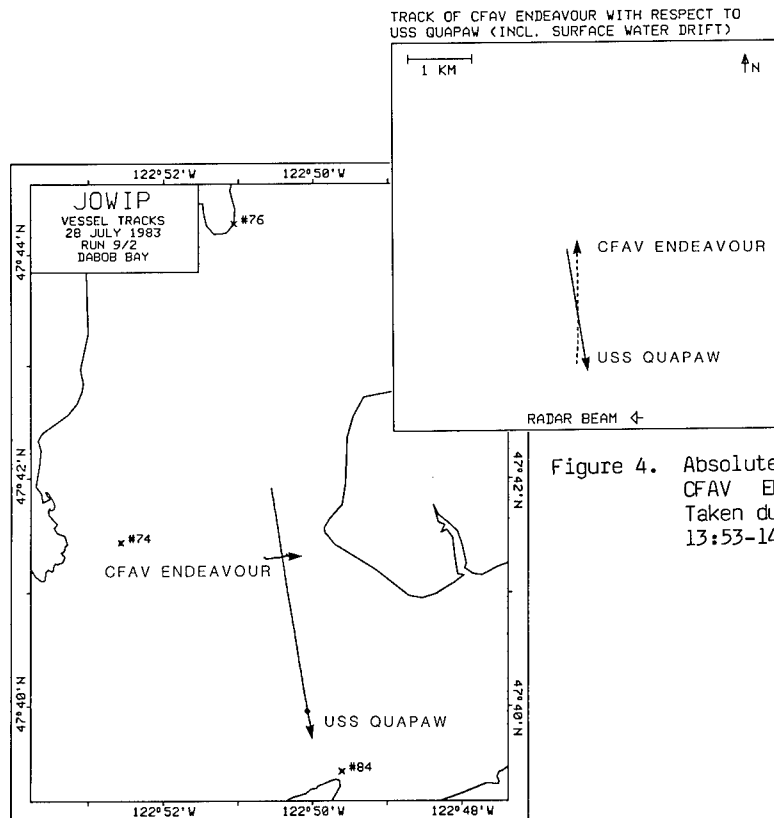 TRACK OF CFAV ENDEAVOUR WITH RESPECT TO
USS QUAPAW (INCL. SURFACE WATER DRIFT)
1 KM
N
CFAV ENDEAVOUR
USS QUAPAW
RADAR BEAM
122°52'W
122°50'W
JOWIP
VESSEL TRACKS
28 JULY 1983
RUN 9/2
DABOB BAY
#76
47°44'N
47°42'N
47°42'N
#74
CFAV ENDEAVOUR
47°40'N
47°40'N
USS QUAPAW
#84
122°52'W
122°50'W
122°48'W
Figure 4. Absolute
CFAV
Taken du
13:53-14